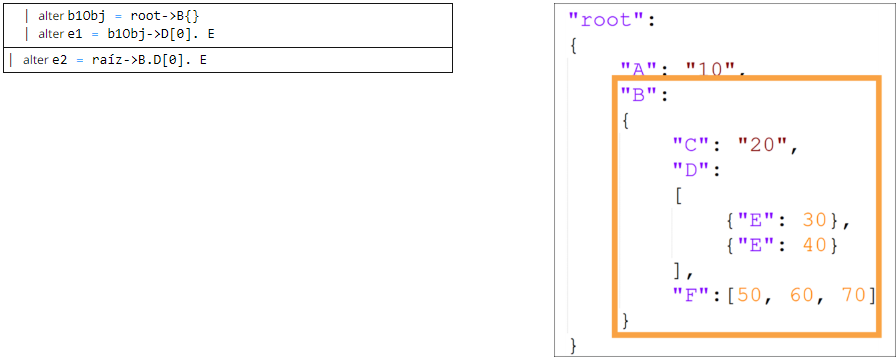 | alter b1Obj = root->B{}
| alter e1 = b1Obj->D[0]. E
| alter e2 = raíz->B.D[0]. E
"root":
{
"A": "10",
"B":
{
"C": "20",
"D":
[
{"E": 30},
{"E": 40}
],
"F":[50, 60, 70]
}
}